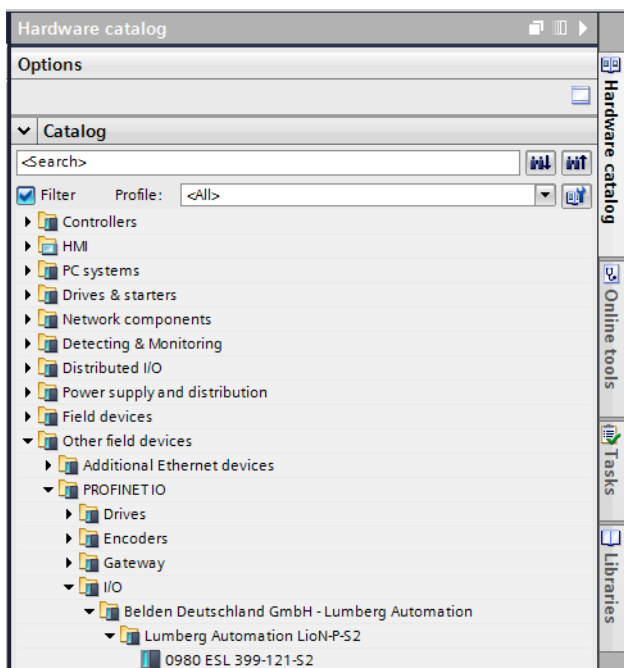 Hardware catalog
Options
Catalog
<Search>
Filter Profile: <All>
Controllers
HMI
PC systems
Drives & starters
Network components
Detecting & Monitoring
Distributed I/O
Power supply and distribution
Field devices
Other field devices
Additional Ethernet devices
PROFINET IO
Drives
Encoders
Gateway
I/O
Belden Deutschland GmbH - Lumberg Automation
Lumberg Automation LioN-P-S2
0980 ESL 399-121-S2
Hardware catalog
Online tools
Tasks
Libraries